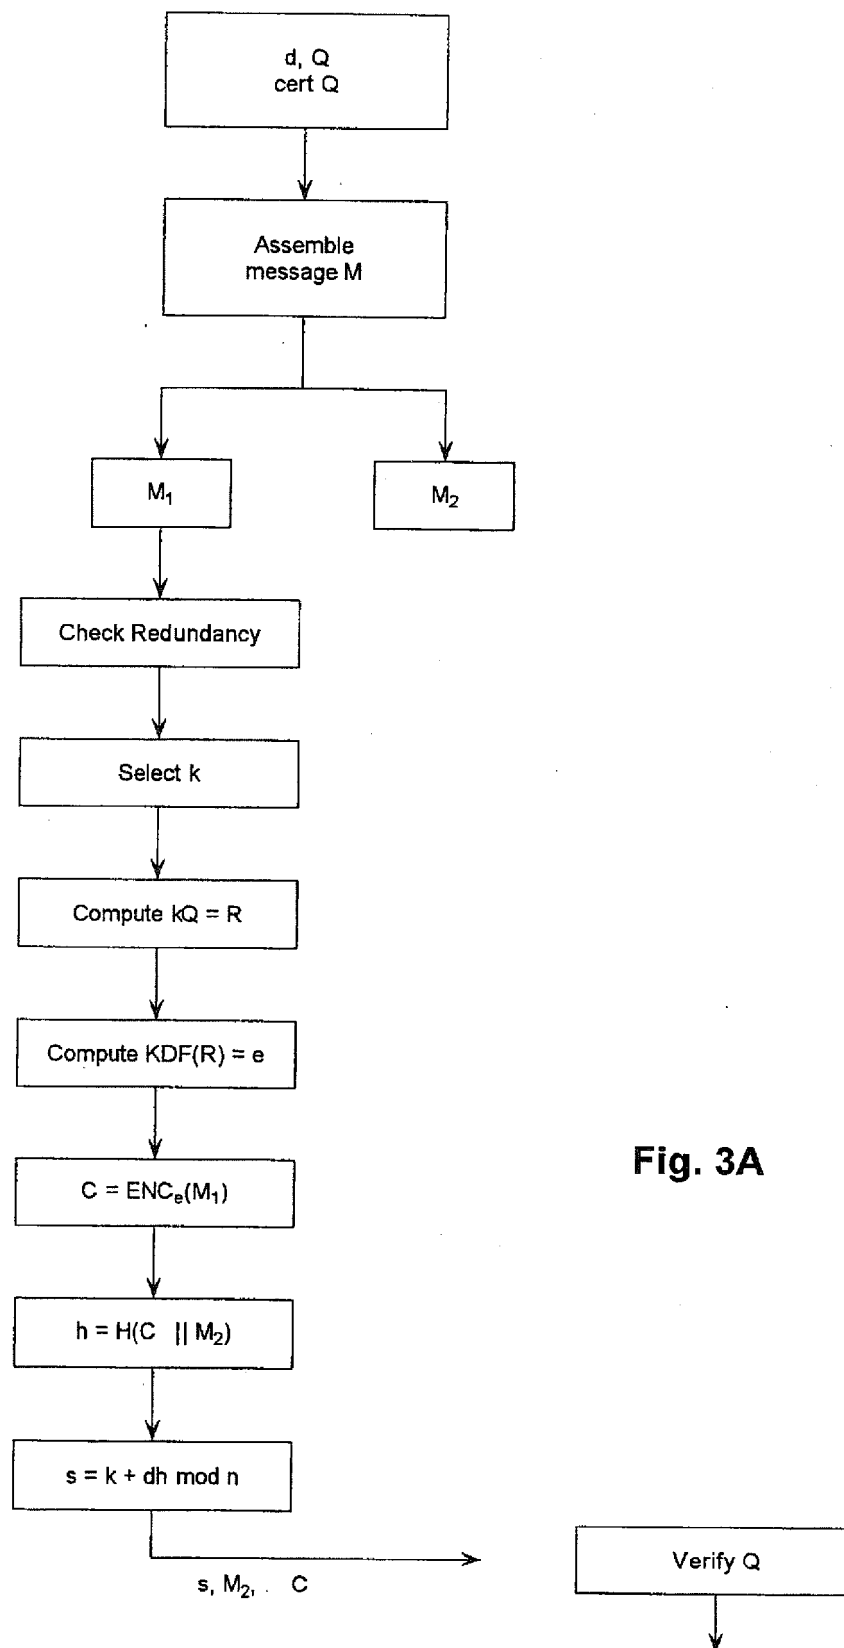 d, Q
cert Q
Assemble
message M
M₁
M₂
Check Redundancy
Select k
Compute kQ = R
Compute KDF(R) = e
C = ENCₑ(M₁)
h = H(C || M₂)
s = k + dh mod n
s, M₂, C
Verify Q
Fig. 3A